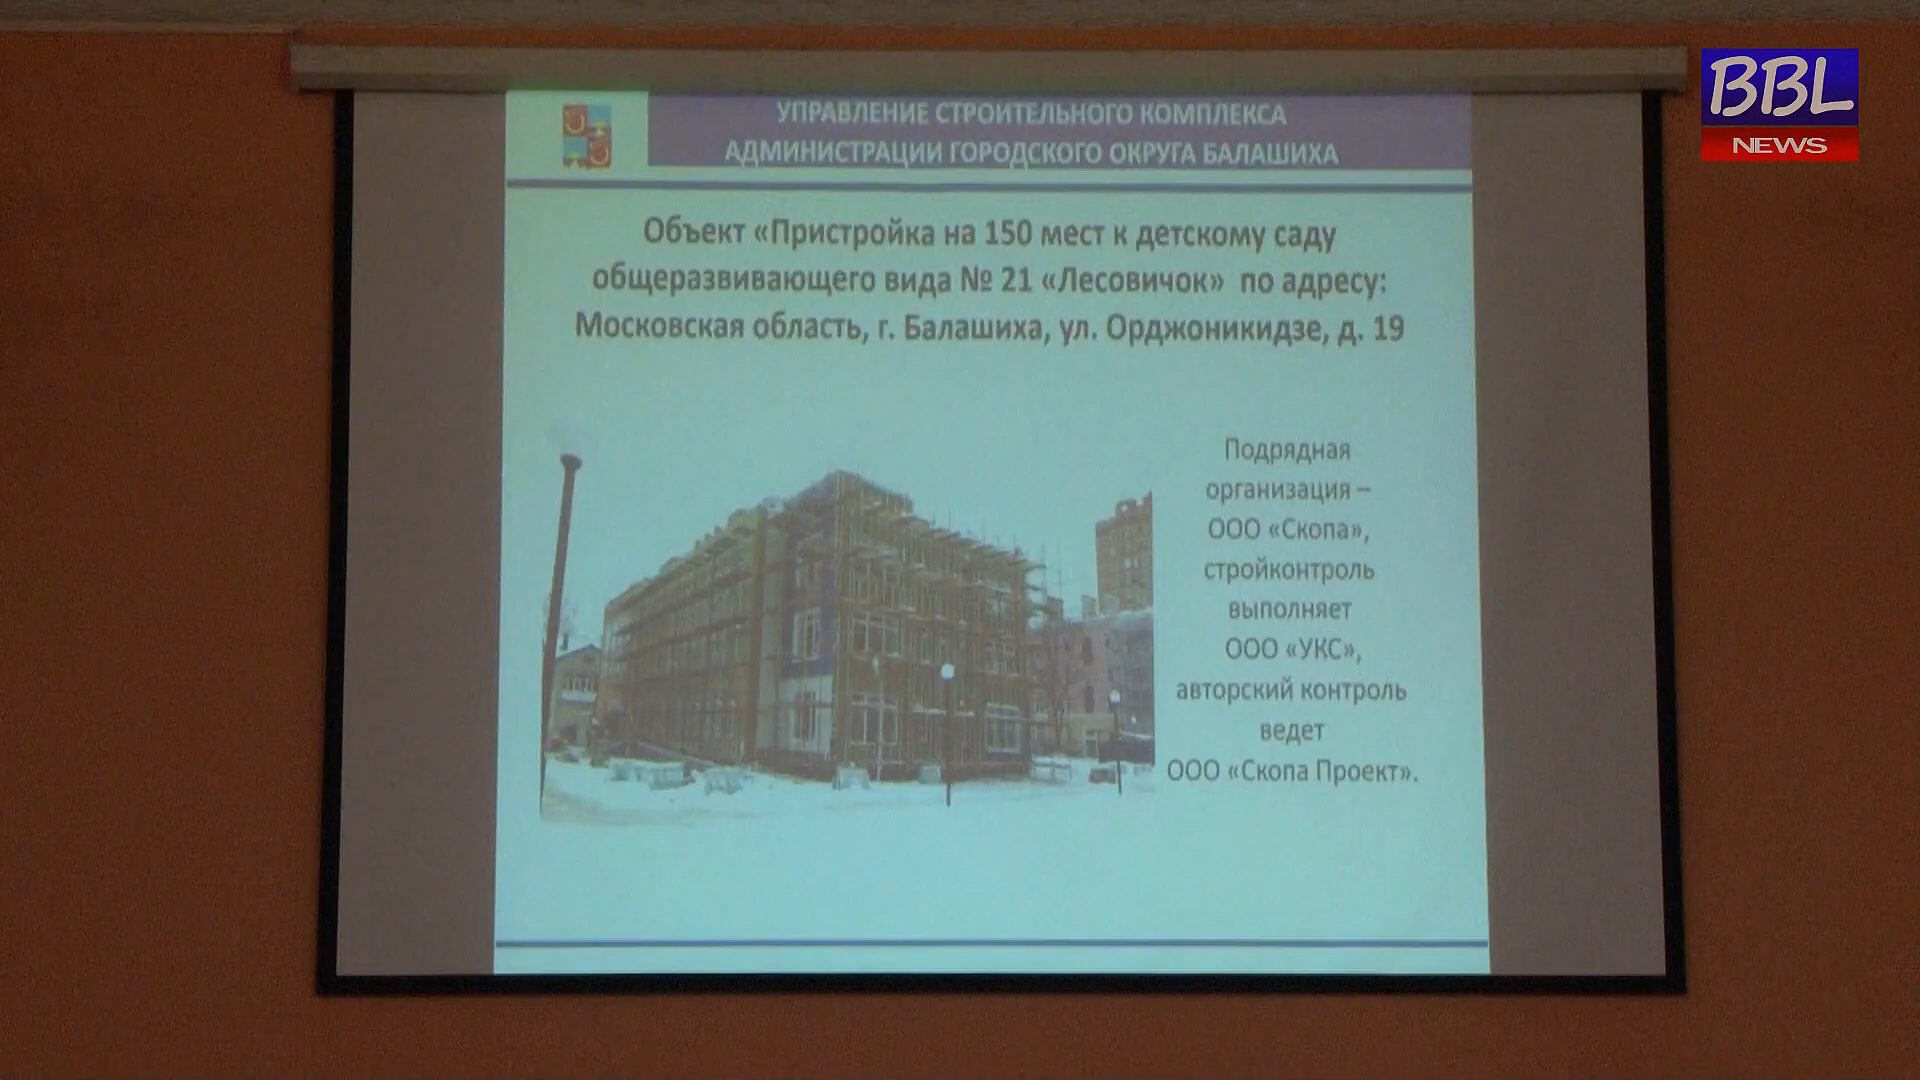 BBL
NEWS
УПРАВЛЕНИЕ СТРОИТЕЛЬНОГО КОМПЛЕКСА
АДМИНИСТРАЦИИ ГОРОДСКОГО ОКРУГА БАЛАШИХА
Объект «Пристройка на 150 мест к детскому саду
общеразвивающего вида № 21 «Лесовичок» по адресу:
Московская область, г. Балашиха, ул. Орджоникидзе, д. 19
Подрядная
организация –
ООО «Скопа»,
стройконтроль
выполняет
ООО «УКС»,
авторский контроль
ведет
ООО «Скопа Проект».